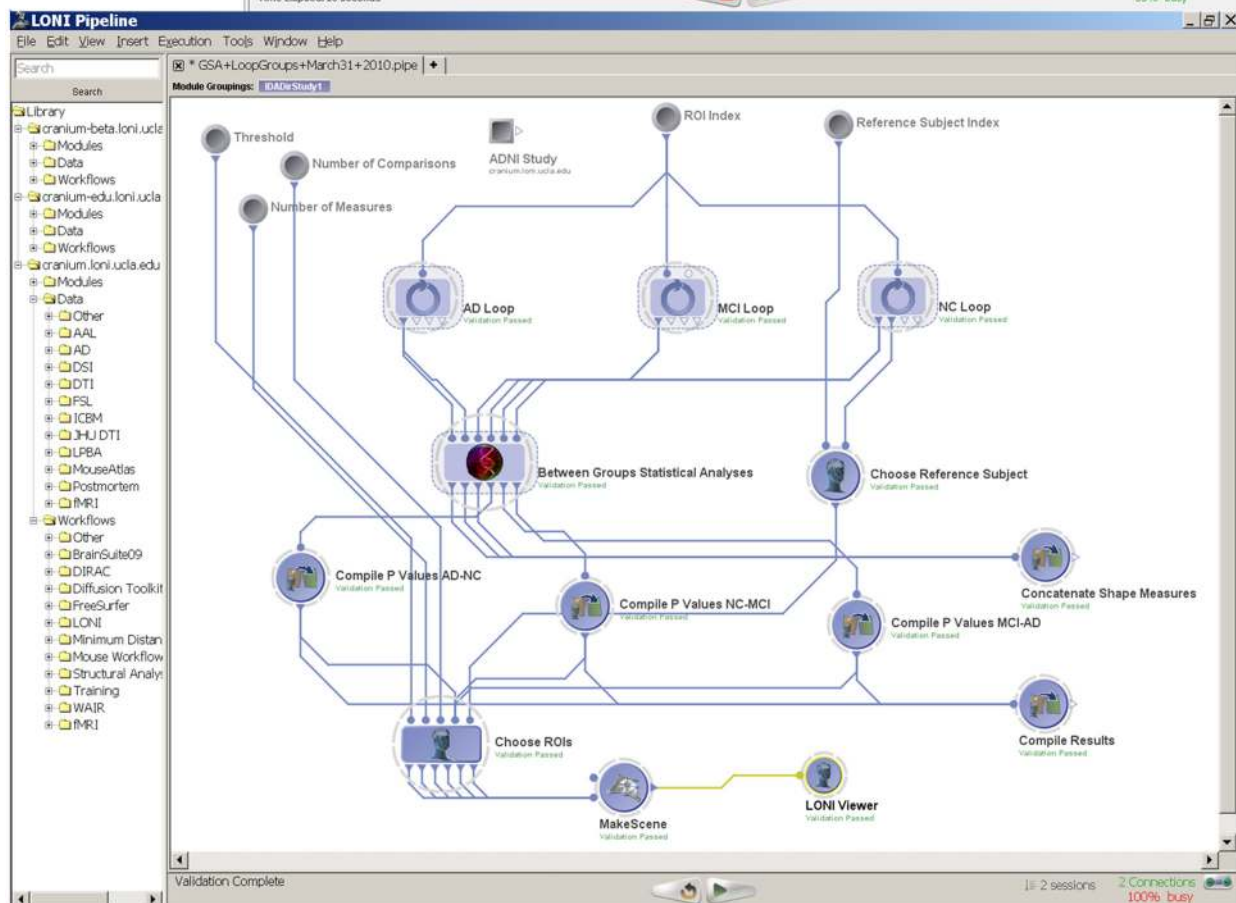 LONI Pipeline
File Edit View Insert Execution Tools Window Help
Search
Search
* GSA+LoopGroups+March31+2010.pipe
Module Groupings: IDADirStudy1
Library
cranium-beta.loni.ucla
Modules
Data
Workflows
cranium-edu.loni.ucla
Modules
Data
Workflows
cranium.loni.ucla.edu
Modules
Data
Other
AAL
AD
DSI
DTI
FSL
ICBM
JHU DTI
LPBA
MouseAtlas
Postmortem
fMRI
Workflows
Other
BrainSuite09
DIRAC
Diffusion Toolkit
FreeSurfer
LONI
Minimum Distan
Mouse Workflow
Structural Analy
Training
WAIR
fMRI
Threshold
Number of Comparisons
Number of Measures
ADNI Study
cranium.loni.ucla.edu
ROI Index
Reference Subject Index
AD Loop
Validation Passed
MCI Loop
Validation Passed
NC Loop
Validation Passed
Between Groups Statistical Analyses
Validation Passed
Choose Reference Subject
Validation Passed
Compile P Values AD-NC
Validation Passed
Compile P Values NC-MCI
Validation Passed
Compile P Values MCI-AD
Validation Passed
Concatenate Shape Measures
Validation Passed
Choose ROIs
Validation Passed
Compile Results
Validation Passed
MakeScene
Validation Passed
LONI Viewer
Validation Passed
Validation Complete
2 sessions
2 Connections
100% busy